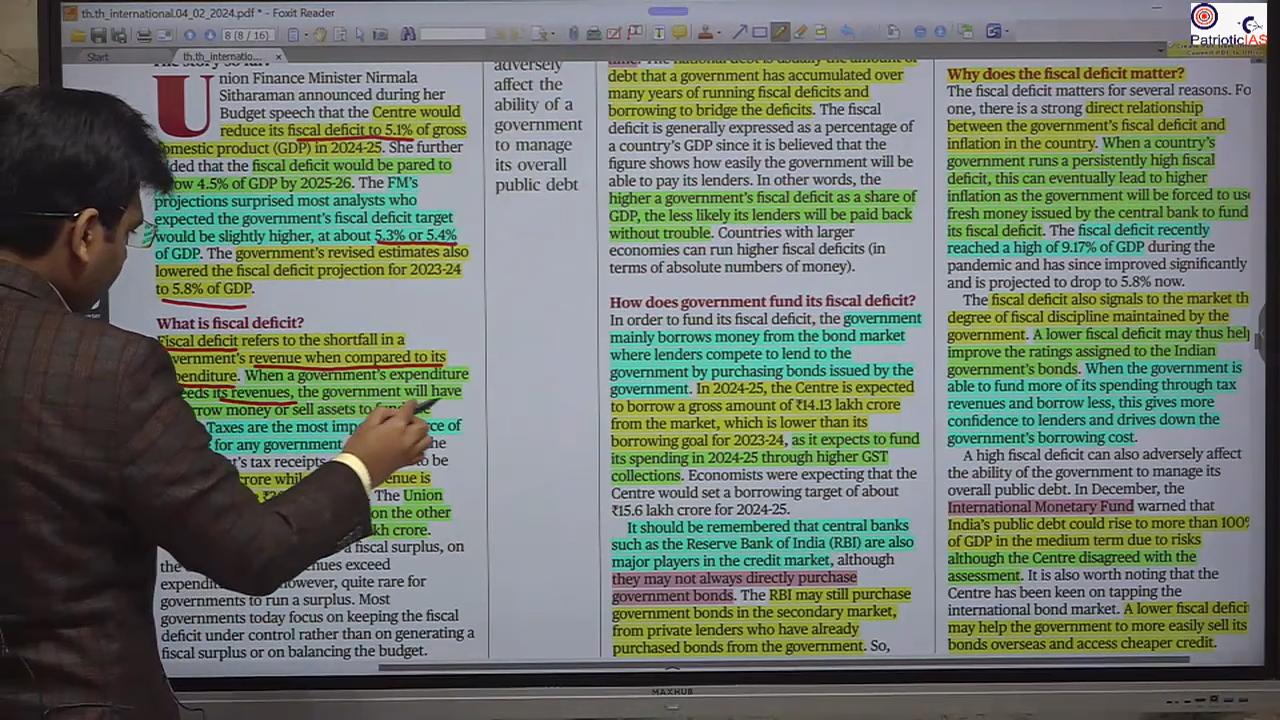 th.th_international.04_02_2024.pdf * - Foxit Reader
8 (8 / 16)
Start
th.th_internatio...
PatrioticIAS
nion Finance Minister Nirmala
Sitharaman announced during her
Budget speech that the Centre would
reduce its fiscal deficit to 5.1% of gross
domestic product (GDP) in 2024-25. She further
added that the fiscal deficit would be pared to
4.5% of GDP by 2025-26. The FM's
projections surprised most analysts who
expected the government's fiscal deficit target
would be slightly higher, at about 5.3% or 5.4%
of GDP. The government's revised estimates also
lowered the fiscal deficit projection for 2023-24
to 5.8% of GDP.
What is fiscal deficit?
Fiscal deficit refers to the shortfall in a
government's revenue when compared to its
When a government's expenditure
its revenues, the government will have
money or sell assets to
Taxes are the most of
for any government
tax receipts to be
crore while is
The Union
on the other
kh crore.
a fiscal surplus, on
the exceed
however, quite rare for
governments to run a surplus. Most
governments today focus on keeping the fiscal
deficit under control rather than on generating a
fiscal surplus or on balancing the budget.
adversely
affect the
ability of a
government
to manage
its overall
public debt
time. The national debt is usually the amount of
debt that a government has accumulated over
many years of running fiscal deficits and
borrowing to bridge the deficits. The fiscal
deficit is generally expressed as a percentage of
a country's GDP since it is believed that the
figure shows how easily the government will be
able to pay its lenders. In other words, the
higher a government's fiscal deficit as a share of
GDP, the less likely its lenders will be paid back
without trouble. Countries with larger
economies can run higher fiscal deficits (in
terms of absolute numbers of money).
How does government fund its fiscal deficit?
In order to fund its fiscal deficit, the government
mainly borrows money from the bond market
where lenders compete to lend to the
government by purchasing bonds issued by the
government. In 2024-25, the Centre is expected
to borrow a gross amount of ₹14.13 lakh crore
from the market, which is lower than its
borrowing goal for 2023-24, as it expects to fund
its spending in 2024-25 through higher GST
collections. Economists were expecting that the
Centre would set a borrowing target of about
₹15.6 lakh crore for 2024-25.
It should be remembered that central banks
such as the Reserve Bank of India (RBI) are also
major players in the credit market, although
they may not always directly purchase
government bonds. The RBI may still purchase
government bonds in the secondary market,
from private lenders who have already
purchased bonds from the government. So,
Why does the fiscal deficit matter?
The fiscal deficit matters for several reasons. Fo
one, there is a strong direct relationship
between the government's fiscal deficit and
inflation in the country. When a country's
government runs a persistently high fiscal
deficit, this can eventually lead to higher
inflation as the government will be forced to use
fresh money issued by the central bank to fund
its fiscal deficit. The fiscal deficit recently
reached a high of 9.17% of GDP during the
pandemic and has since improved significantly
and is projected to drop to 5.8% now.
The fiscal deficit also signals to the market th
degree of fiscal discipline maintained by the
government. A lower fiscal deficit may thus help
improve the ratings assigned to the Indian
government's bonds. When the government is
able to fund more of its spending through tax
revenues and borrow less, this gives more
confidence to lenders and drives down the
government's borrowing cost.
A high fiscal deficit can also adversely affect
the ability of the government to manage its
overall public debt. In December, the
International Monetary Fund warned that
India's public debt could rise to more than 100%
of GDP in the medium term due to risks
although the Centre disagreed with the
assessment. It is also worth noting that the
Centre has been keen on tapping the
international bond market. A lower fiscal defici
may help the government to more easily sell its
bonds overseas and access cheaper credit.
MAXHUB